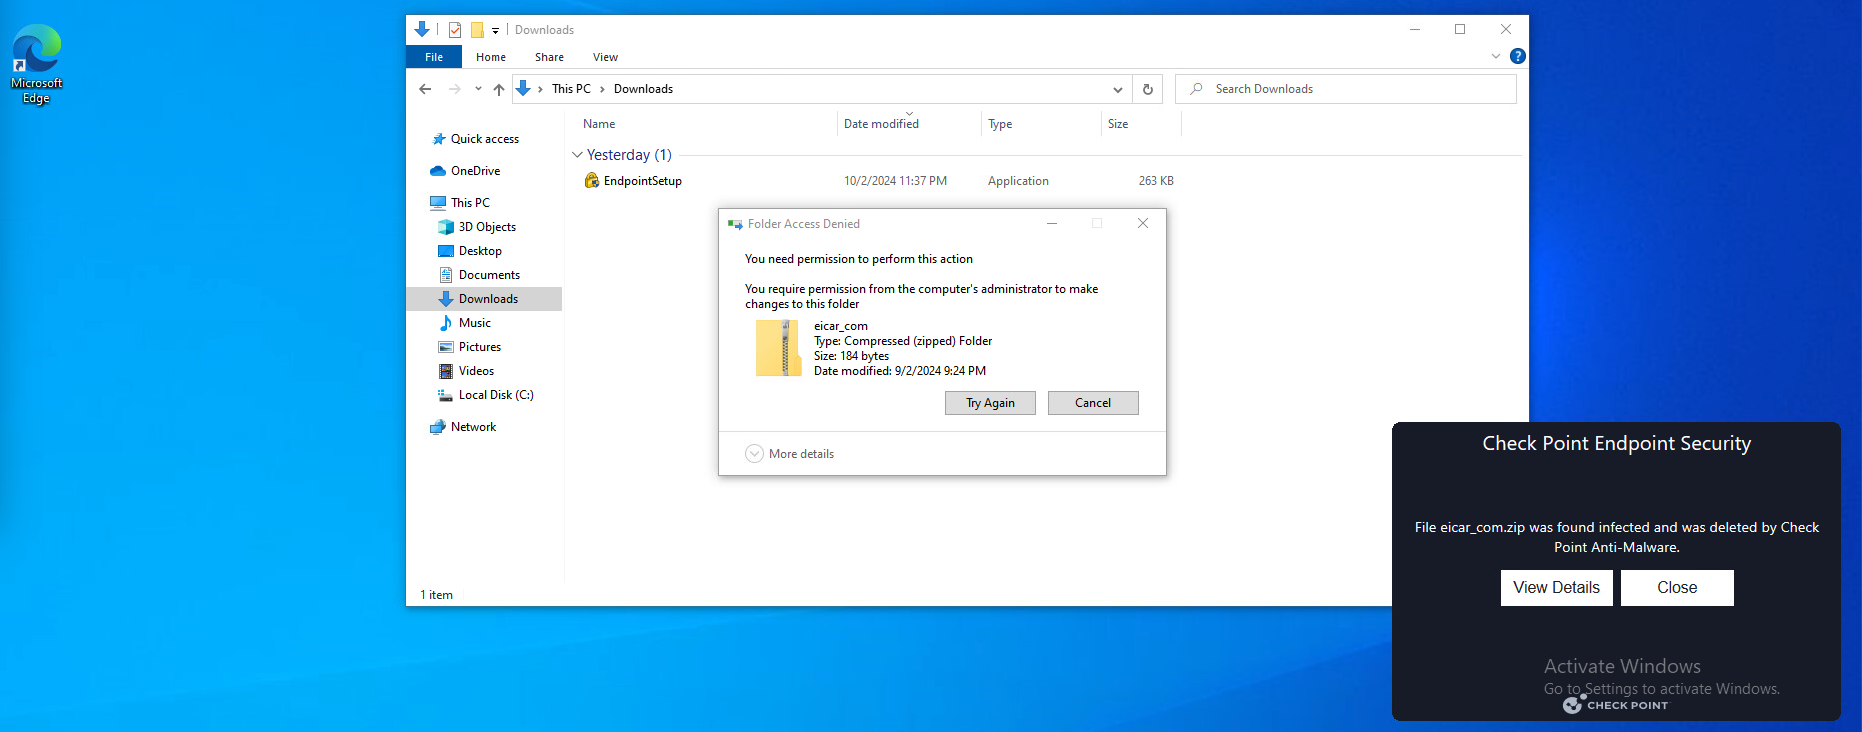 Microsoft
Edge
Downloads
File Home Share View
This PC Downloads
Search Downloads
Name Date modified Type Size
Quick access
OneDrive
This PC
3D Objects
Desktop
Documents
Downloads
Music
Pictures
Videos
Local Disk (C:)
Network
Yesterday (1)
EndpointSetup 10/2/2024 11:37 PM Application 263 KB
1 item
Folder Access Denied
You need permission to perform this action
You require permission from the computer's administrator to make
changes to this folder
eicar_com
Type: Compressed (zipped) Folder
Size: 184 bytes
Date modified: 9/2/2024 9:24 PM
Try Again Cancel
More details
Check Point Endpoint Security
File eicar_com.zip was found infected and was deleted by Check
Point Anti-Malware.
View Details Close
Activate Windows
Go to Settings to activate Windows.
CHECK POINT